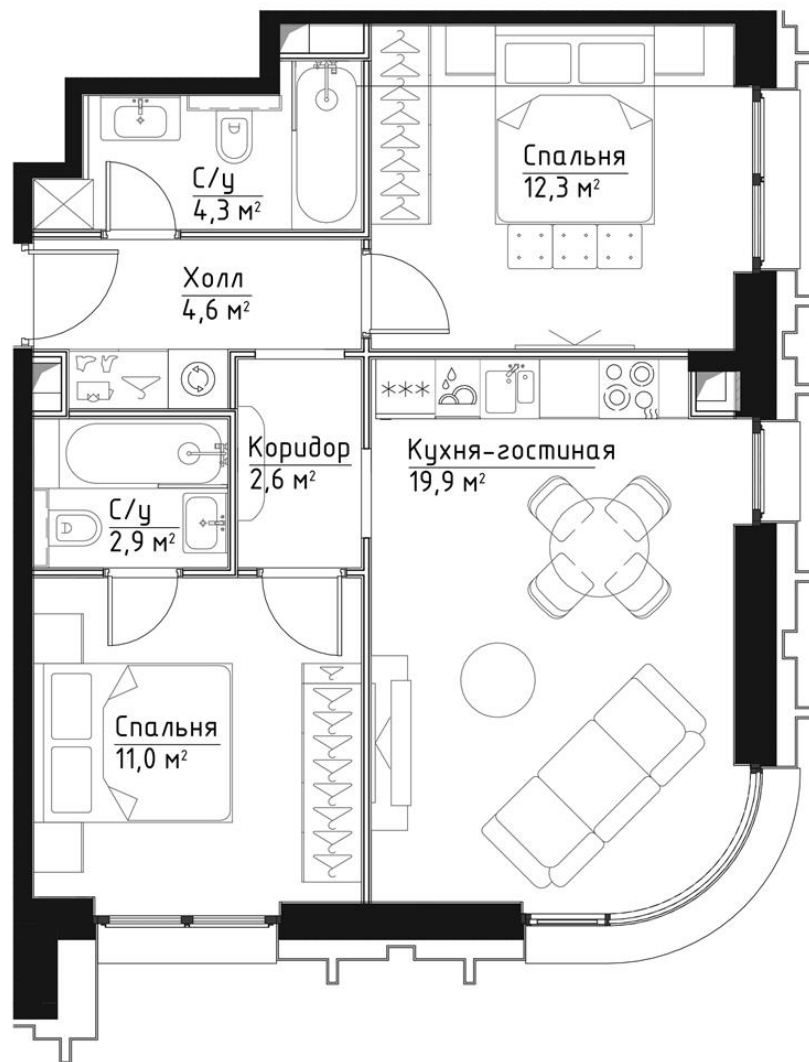 С/у
4,3 м²
Спальня
12,3 м²
Холл
4,6 м²
Коридор
2,6 м²
Кухня-гостиная
19,9 м²
С/у
2,9 м²
Спальня
11,0 м²